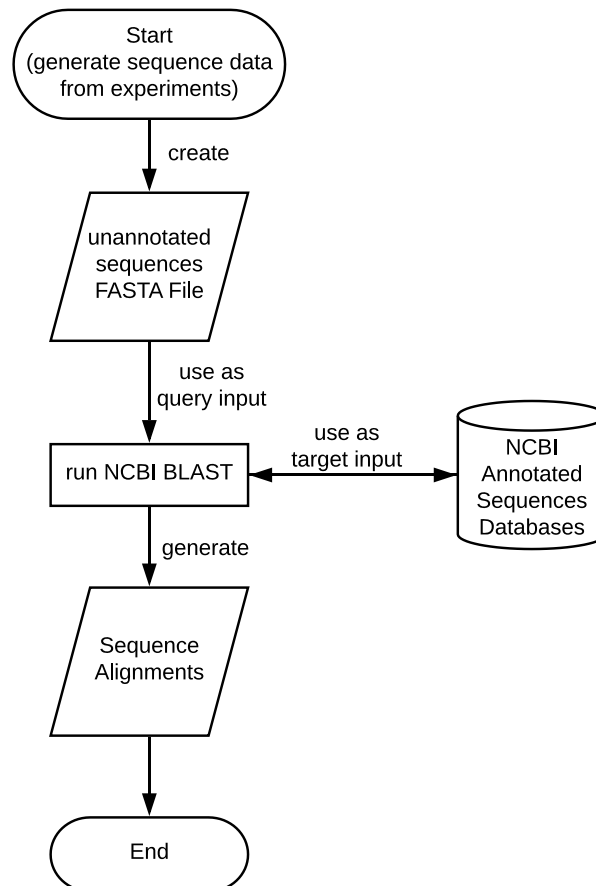 Start
(generate sequence data
from experiments)
create
unannotated
sequences
FASTA File
use as
query input
run NCBI BLAST
use as
target input
NCBI
Annotated
Sequences
Databases
generate
Sequence
Alignments
End